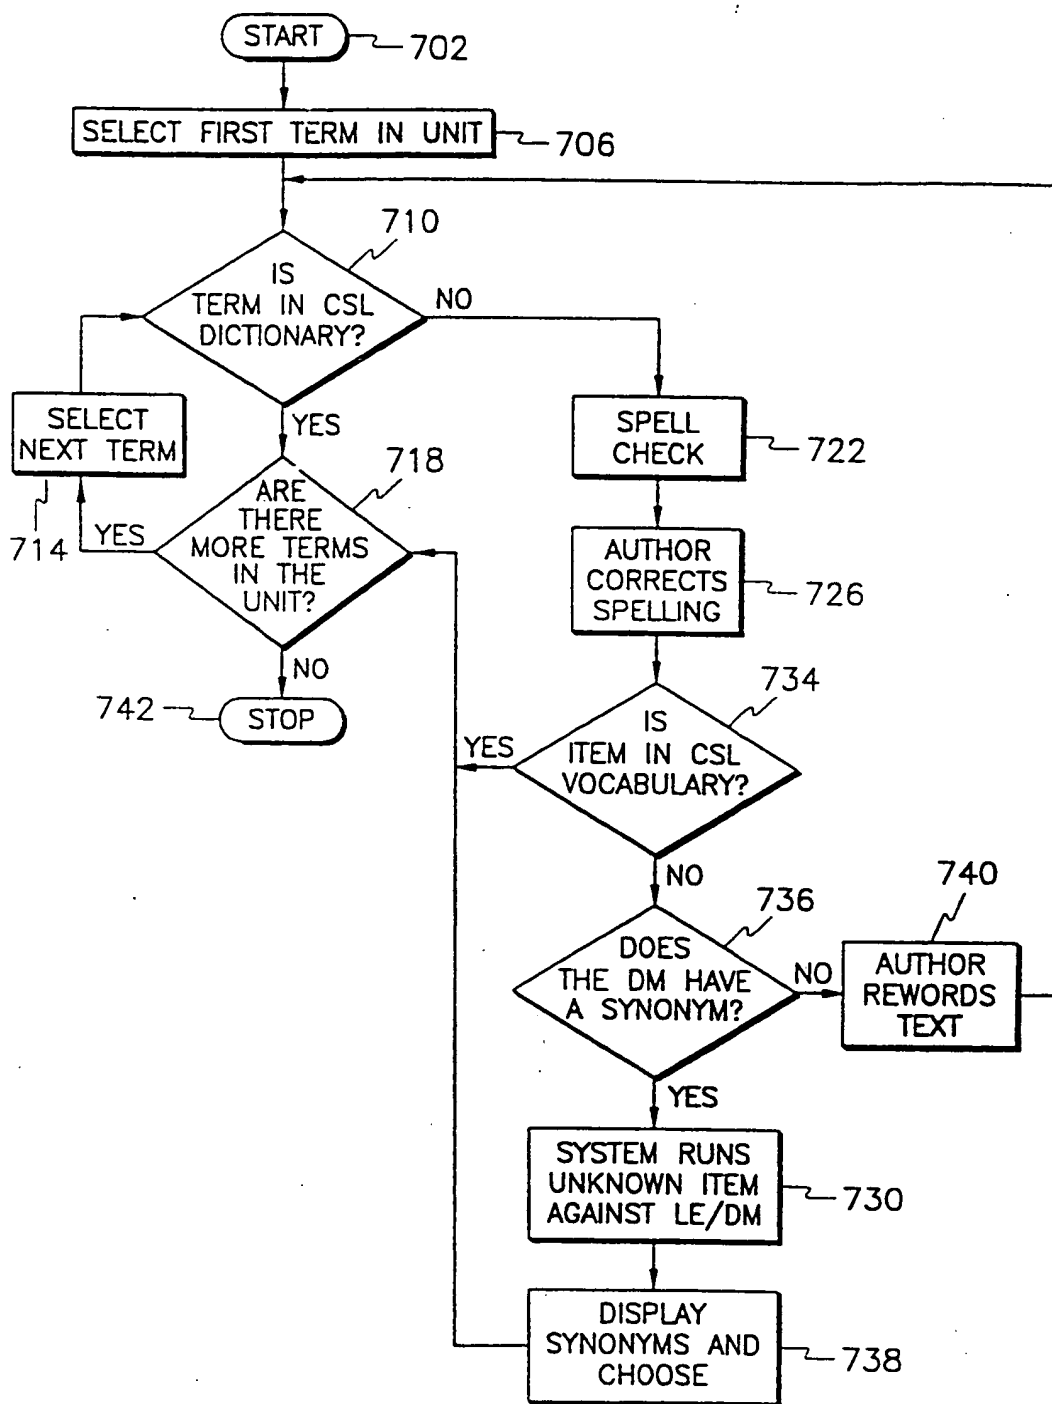 START
702
SELECT FIRST TERM IN UNIT
706
710
IS
TERM IN CSL
DICTIONARY?
NO
YES
SELECT
NEXT TERM
714
YES
718
ARE
THERE
MORE TERMS
IN THE
UNIT?
NO
742
STOP
SPELL
CHECK
722
AUTHOR
CORRECTS
SPELLING
726
734
IS
ITEM IN CSL
VOCABULARY?
YES
NO
736
DOES
THE DM HAVE
A SYNONYM?
NO
740
AUTHOR
REWORDS
TEXT
YES
SYSTEM RUNS
UNKNOWN ITEM
AGAINST LE/DM
730
DISPLAY
SYNONYMS AND
CHOOSE
738